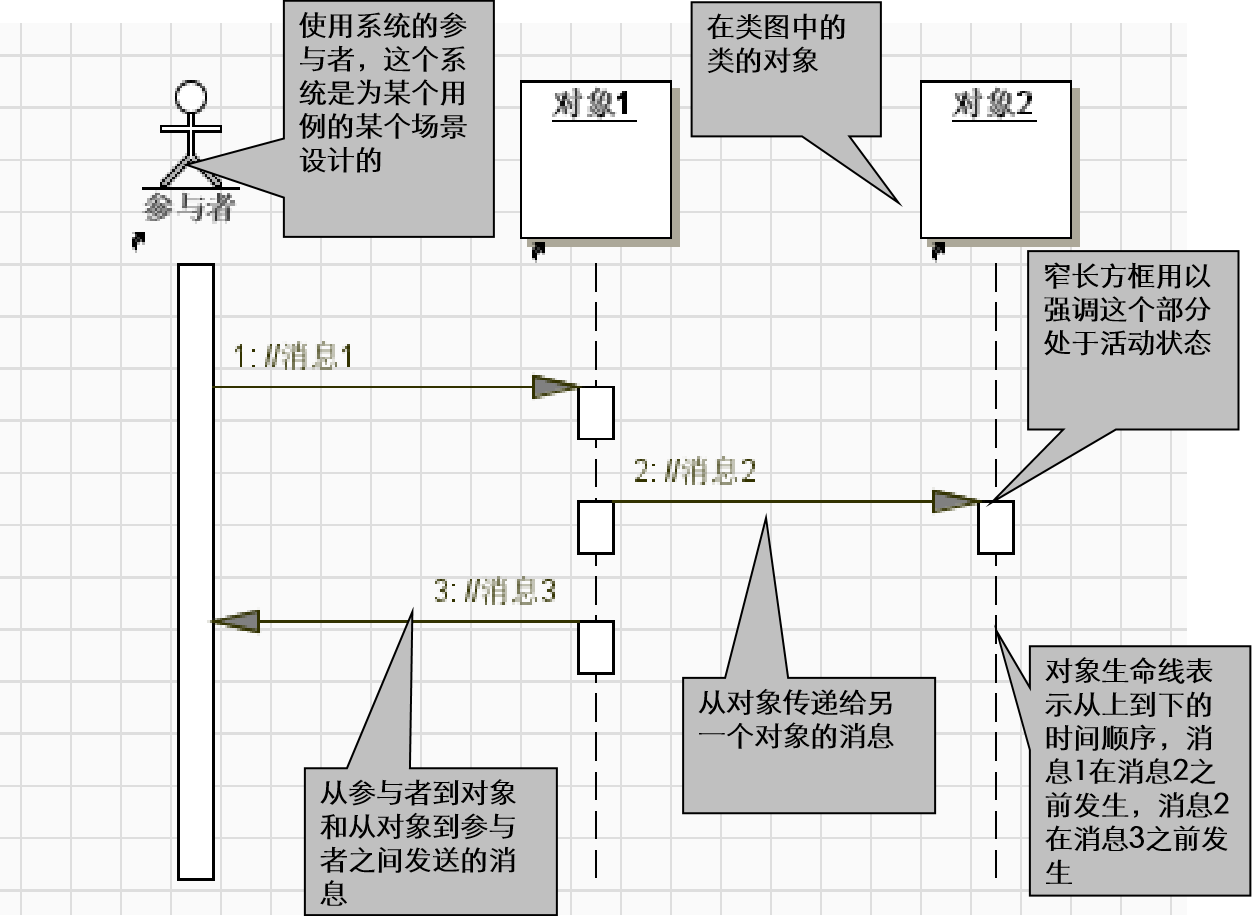 使用系统的参
与者，这个系
统是为某个用
例的某个场景
设计的
在类图中的
类的对象
对象1
对象2
参与者
窄长方框用以
强调这个部分
处于活动状态
1: //消息1
2: //消息2
3: //消息3
从对象传递给另
一个对象的消息
对象生命线表
示从上到下的
时间顺序，消
息1在消息2之
前发生，消息2
在消息3之前发
生
从参与者到对象
和从对象到参与
者之间发送的消
息